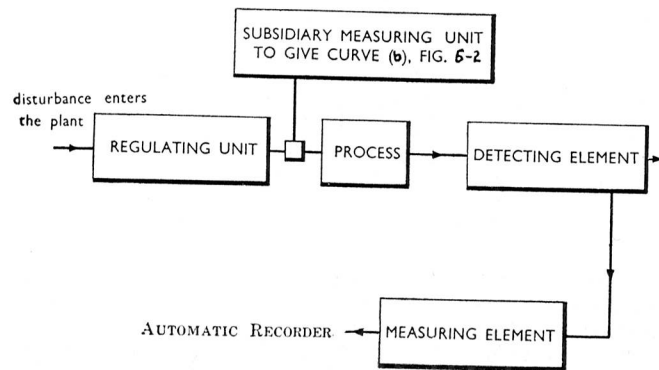 SUBSIDIARY MEASURING UNIT
TO GIVE CURVE (b), FIG. 6-2
disturbance enters
the plant
REGULATING UNIT
PROCESS
DETECTING ELEMENT
AUTOMATIC RECORDER
MEASURING ELEMENT